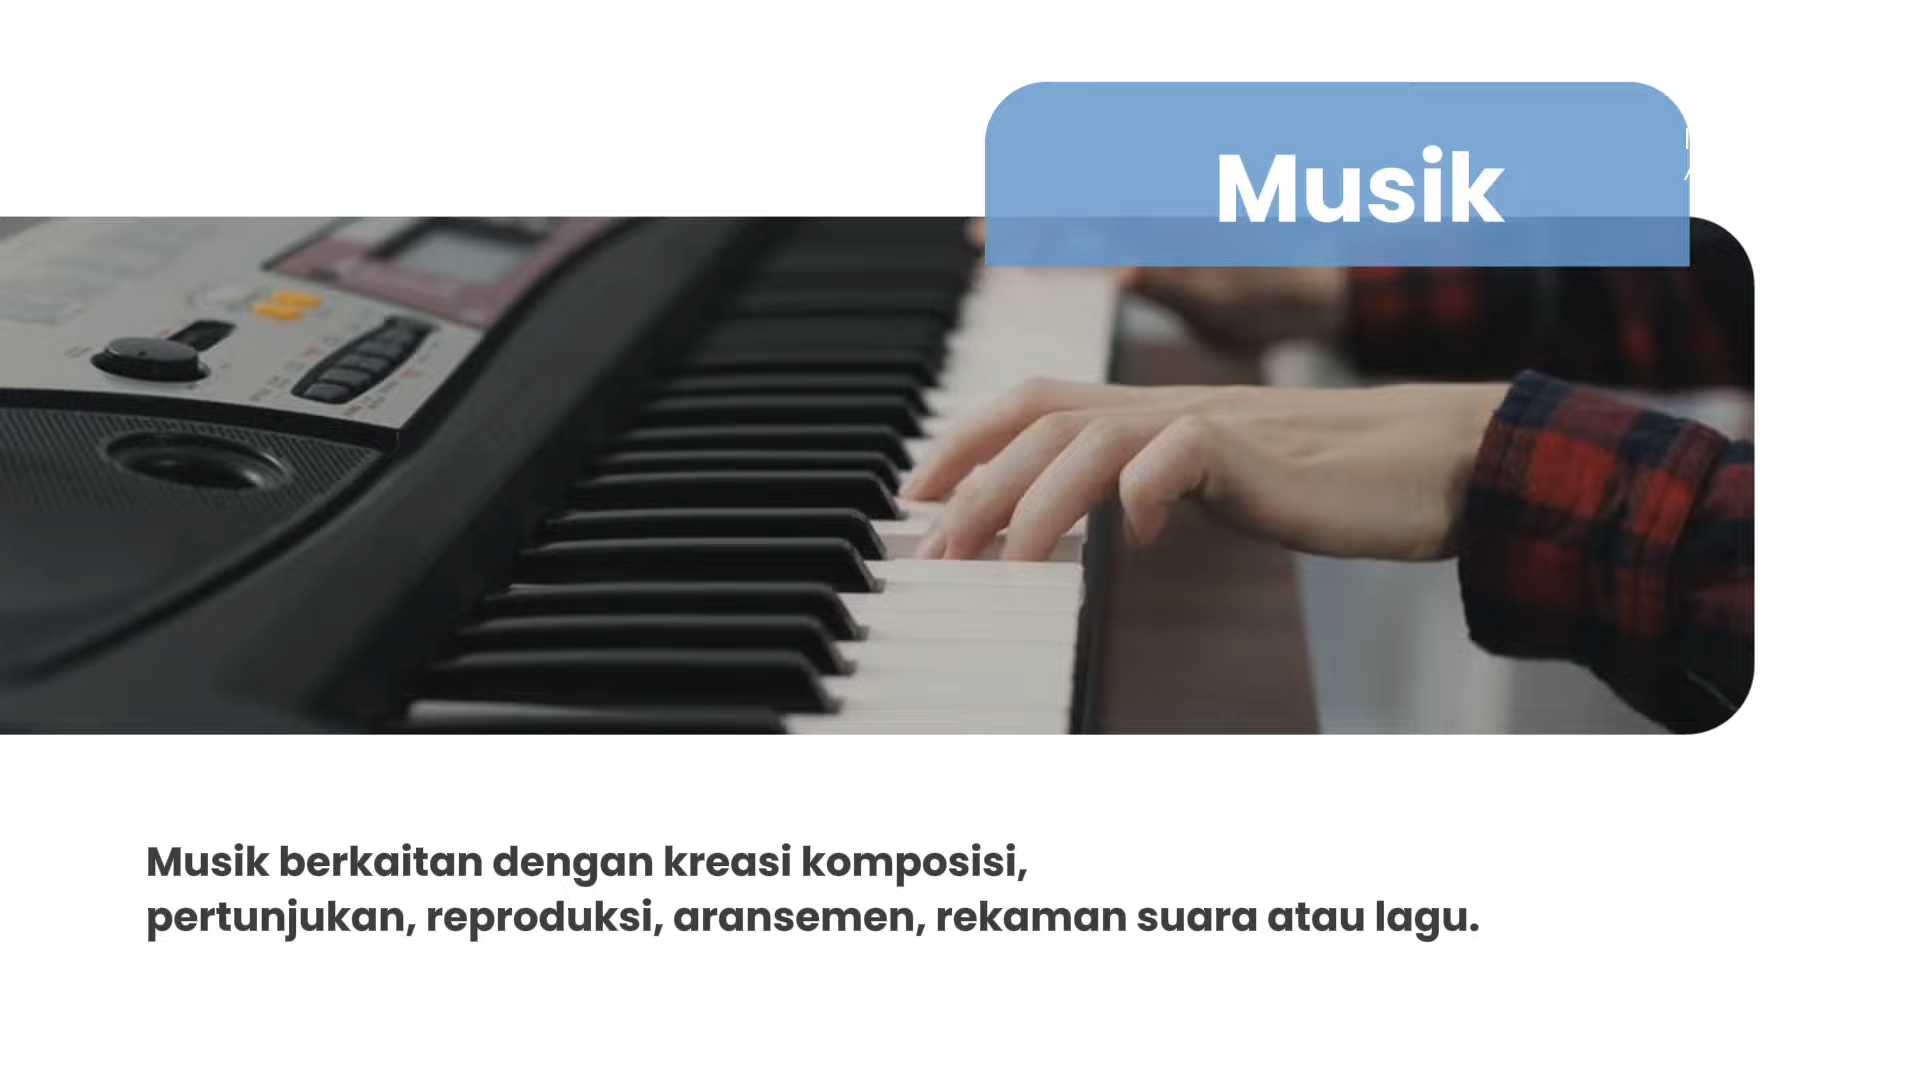 Musik
Musik berkaitan dengan kreasi komposisi,
pertunjukan, reproduksi, aransemen, rekaman suara atau lagu.